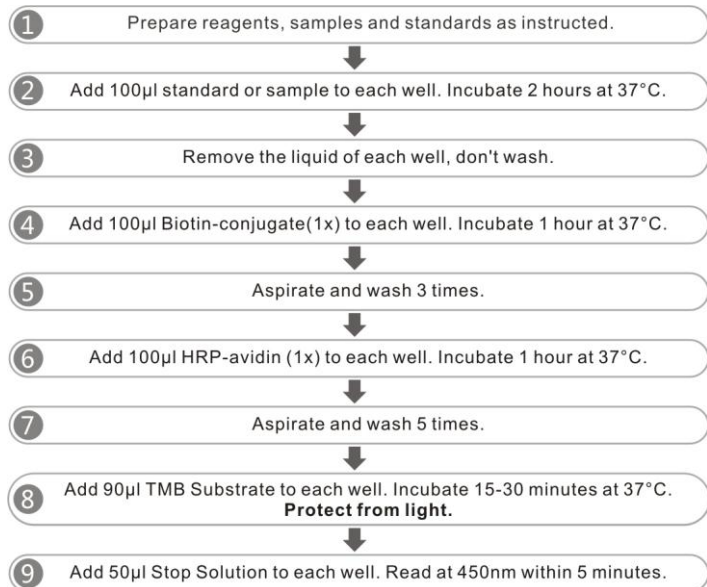 1 Prepare reagents, samples and standards as instructed.
2 Add 100µl standard or sample to each well. Incubate 2 hours at 37°C.
3 Remove the liquid of each well, don't wash.
4 Add 100µl Biotin-conjugate(1x) to each well. Incubate 1 hour at 37°C.
5 Aspirate and wash 3 times.
6 Add 100µl HRP-avidin (1x) to each well. Incubate 1 hour at 37°C.
7 Aspirate and wash 5 times.
8 Add 90µl TMB Substrate to each well. Incubate 15-30 minutes at 37°C.
Protect from light.
9 Add 50µl Stop Solution to each well. Read at 450nm within 5 minutes.